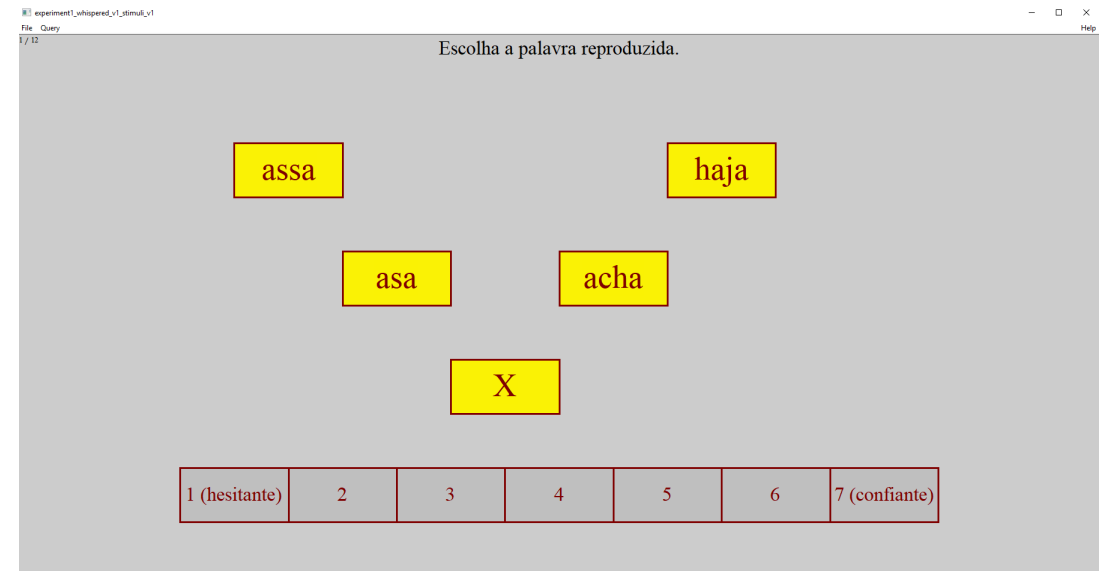 experiment1_whispered_v1_stimuli_v1
File Query Help
1 / 12
Escolha a palavra reproduzida.
assa haja
asa acha
X
1 (hesitante) 2 3 4 5 6 7 (confiante)